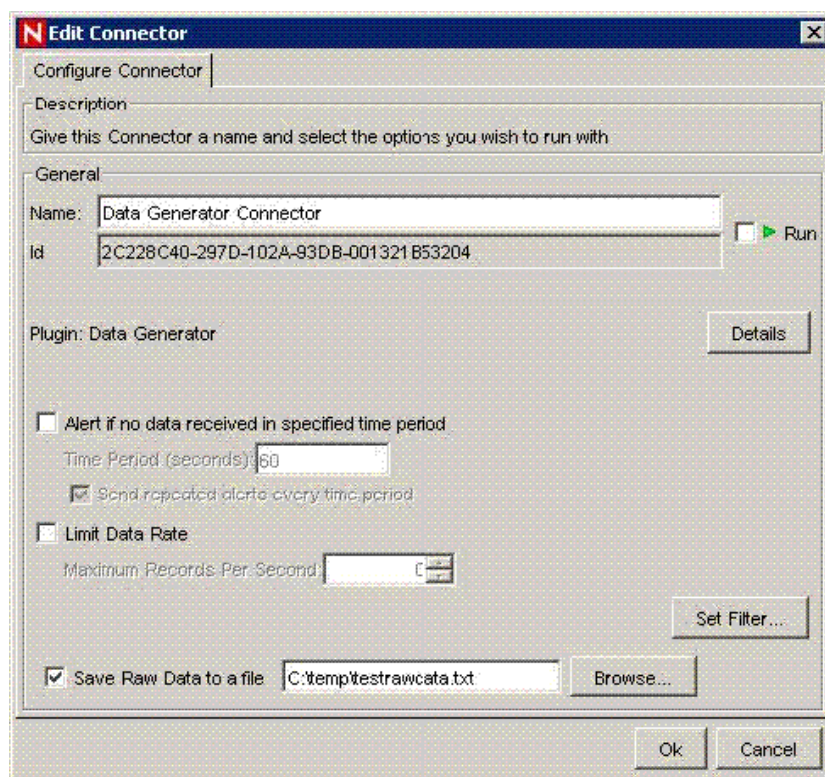 N Edit Connector
Configure Connector
Description
Give this Connector a name and select the options you wish to run with
General
Name: Data Generator Connector
Run
Id 2C228C40-297D-102A-93DB-001321B53204
Plugin: Data Generator
Details
Alert if no data received in specified time period
Time Period (seconds): 60
Send repeated alerts every time period
Limit Data Rate
Maximum Records Per Second: 0
Set Filter...
Save Raw Data to a file C:\temp\testrawcata.txt Browse...
Ok Cancel